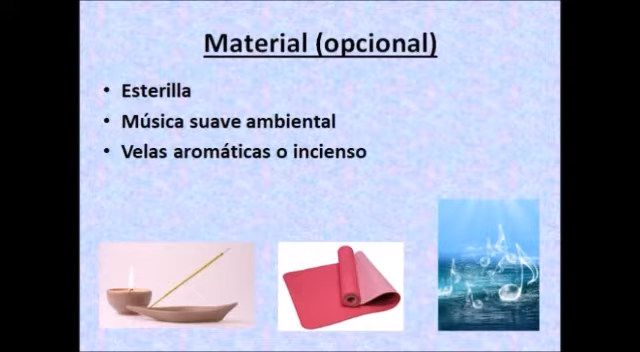 Material (opcional)
• Esterilla
• Música suave ambiental
• Velas aromáticas o incienso